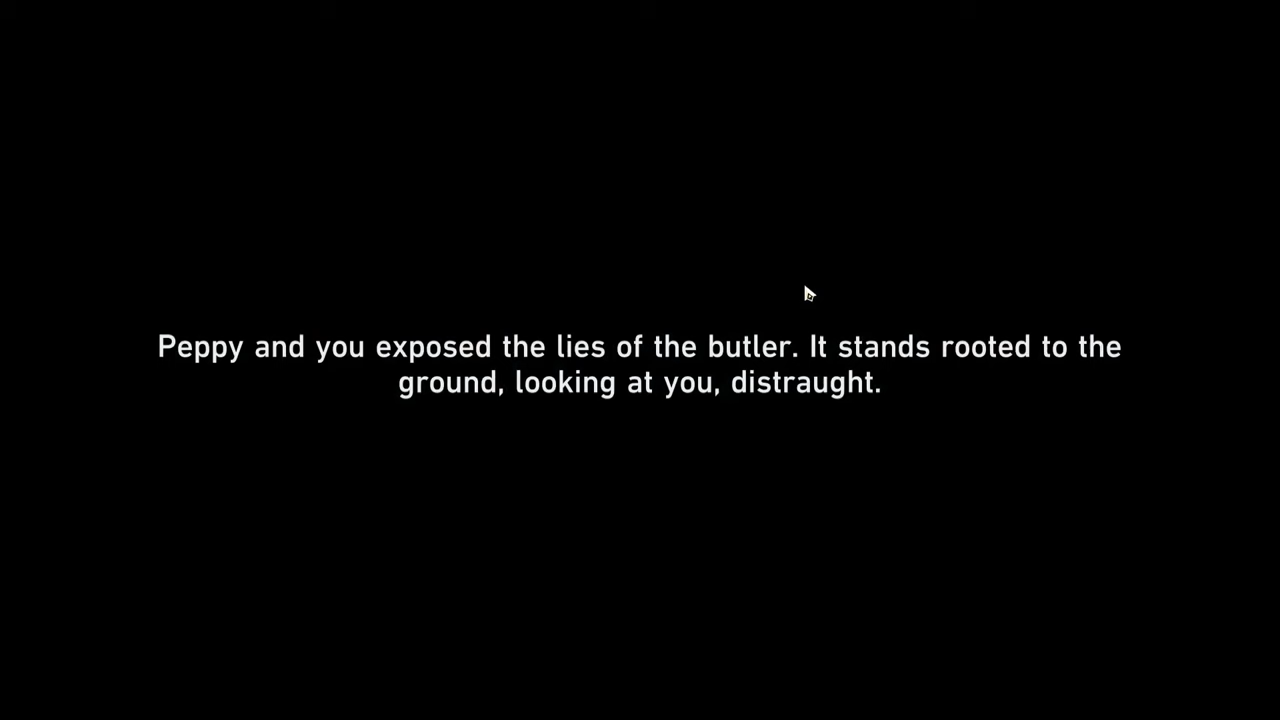 Peppy and you exposed the lies of the butler. It stands rooted to the
ground, looking at you, distraught.